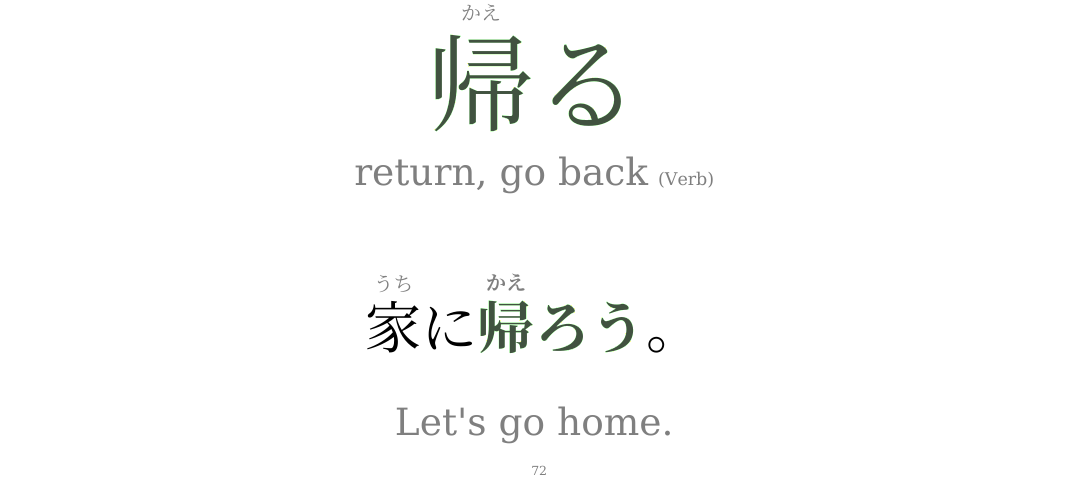 かえ
帰る
return, go back (Verb)
うち かえ
家に帰ろう。
Let's go home.
72